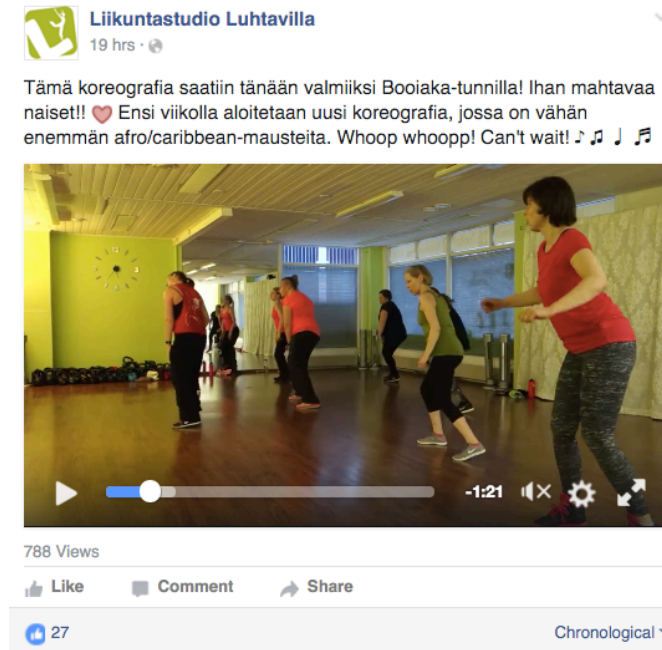 Liikuntastudio Luhtavilla
19 hrs ·
Tämä koreografia saatiin tänään valmiiksi Booiaka-tunnilla! Ihan mahtavaa
naiset!! Ensi viikolla aloitetaan uusi koreografia, jossa on vähän
enemmän afro/caribbean-mausteita. Whoop whoopp! Can't wait! ♪ ♫ ♩ ♬
-1:21
788 Views
Like Comment Share
27 Chronological